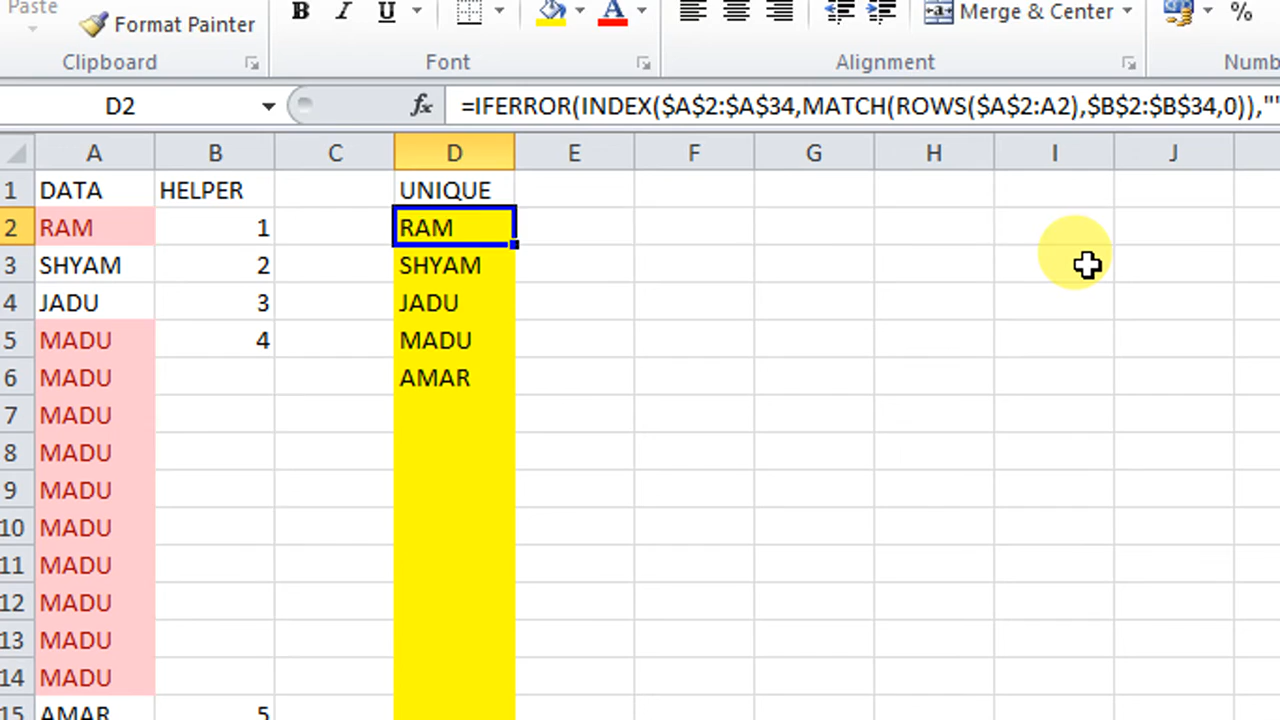 Paste
Format Painter
B I U
A
Merge & Center
%
Clipboard
Font
Alignment
Numb
D2
fx
=IFERROR(INDEX($A$2:$A$34,MATCH(ROWS($A$2:A2),$B$2:$B$34,0)),""
A B C D E F G H I J
1 DATA HELPER UNIQUE
2 RAM 1 RAM
3 SHYAM 2 SHYAM
4 JADU 3 JADU
5 MADU 4 MADU
6 MADU AMAR
7 MADU
8 MADU
9 MADU
10 MADU
11 MADU
12 MADU
13 MADU
14 MADU
15 AMAR 5